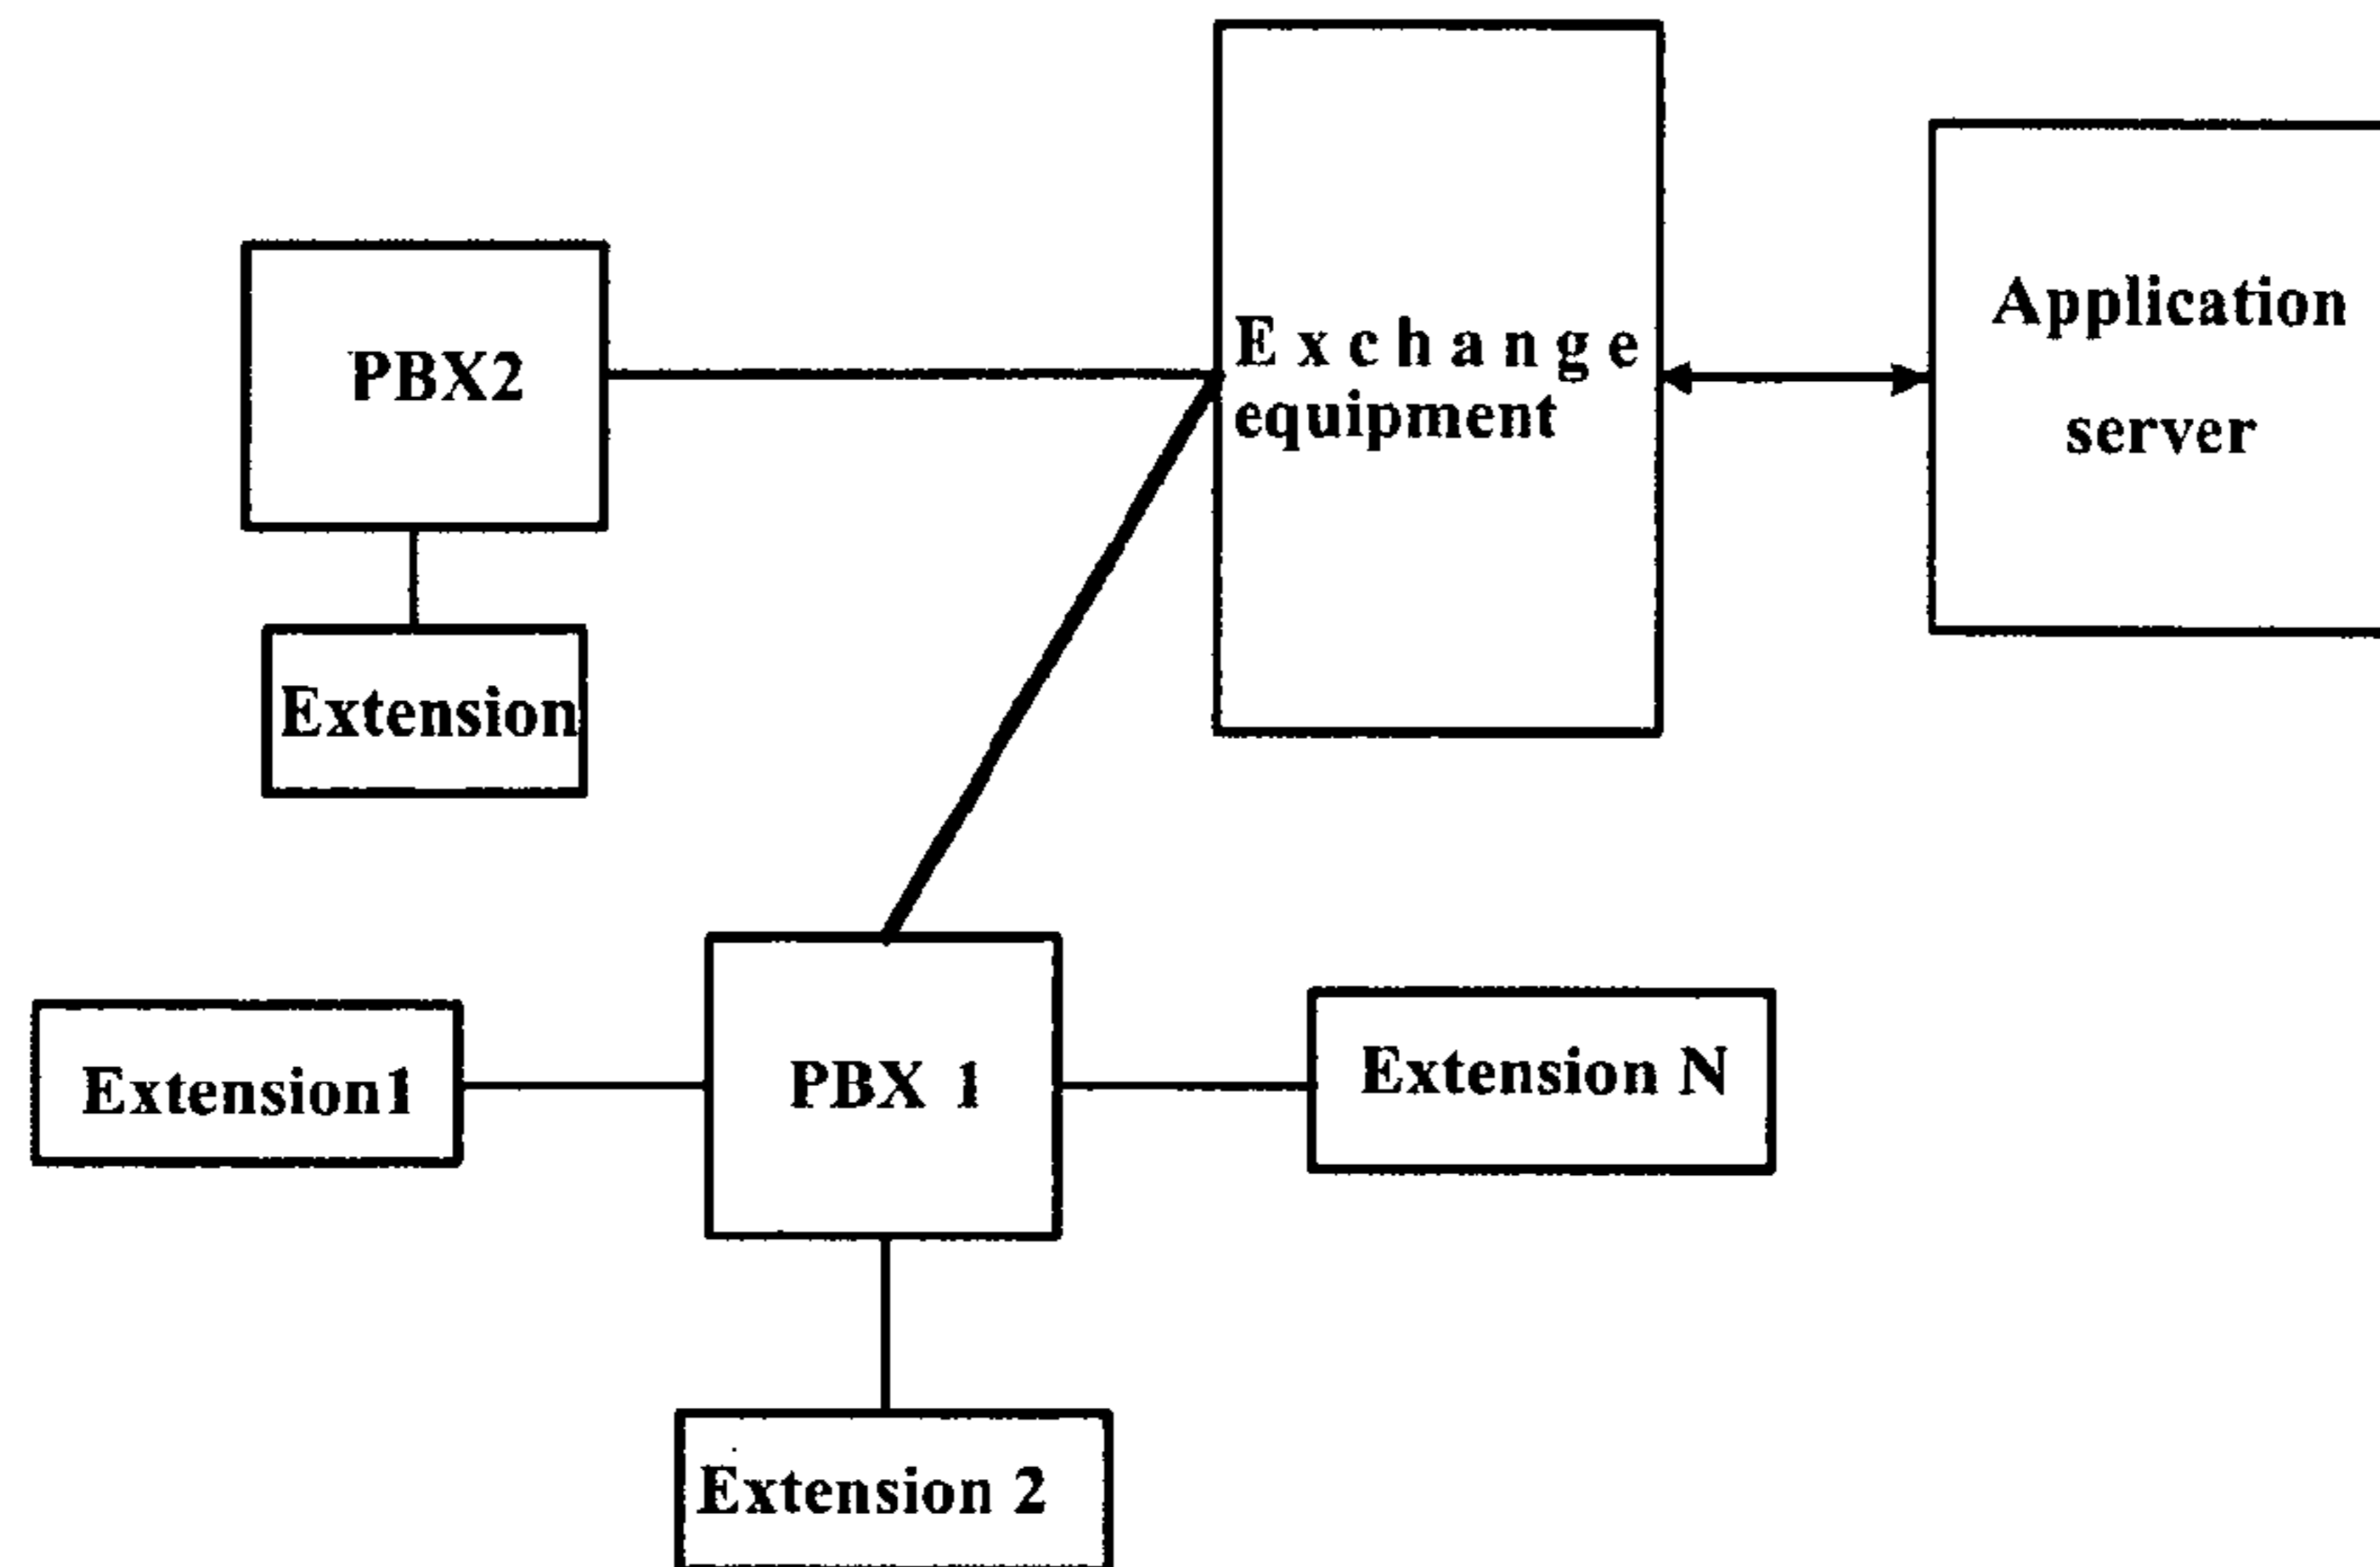 Exchange
equipment
Application
server
PBX2
Extension
Extension1
PBX 1
Extension N
Extension 2